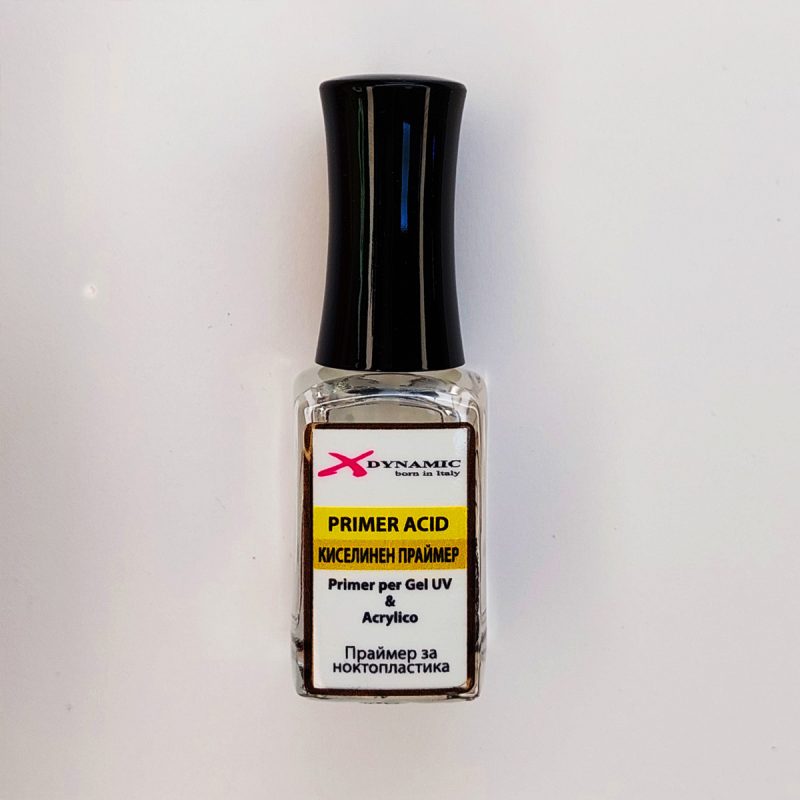 X DYNAMIC
born in Italy
PRIMER ACID
КИСЕЛИНЕН ПРАЙМЕР
Primer per Gel UV
&
Acrylico
Праймер за
ноктопластика